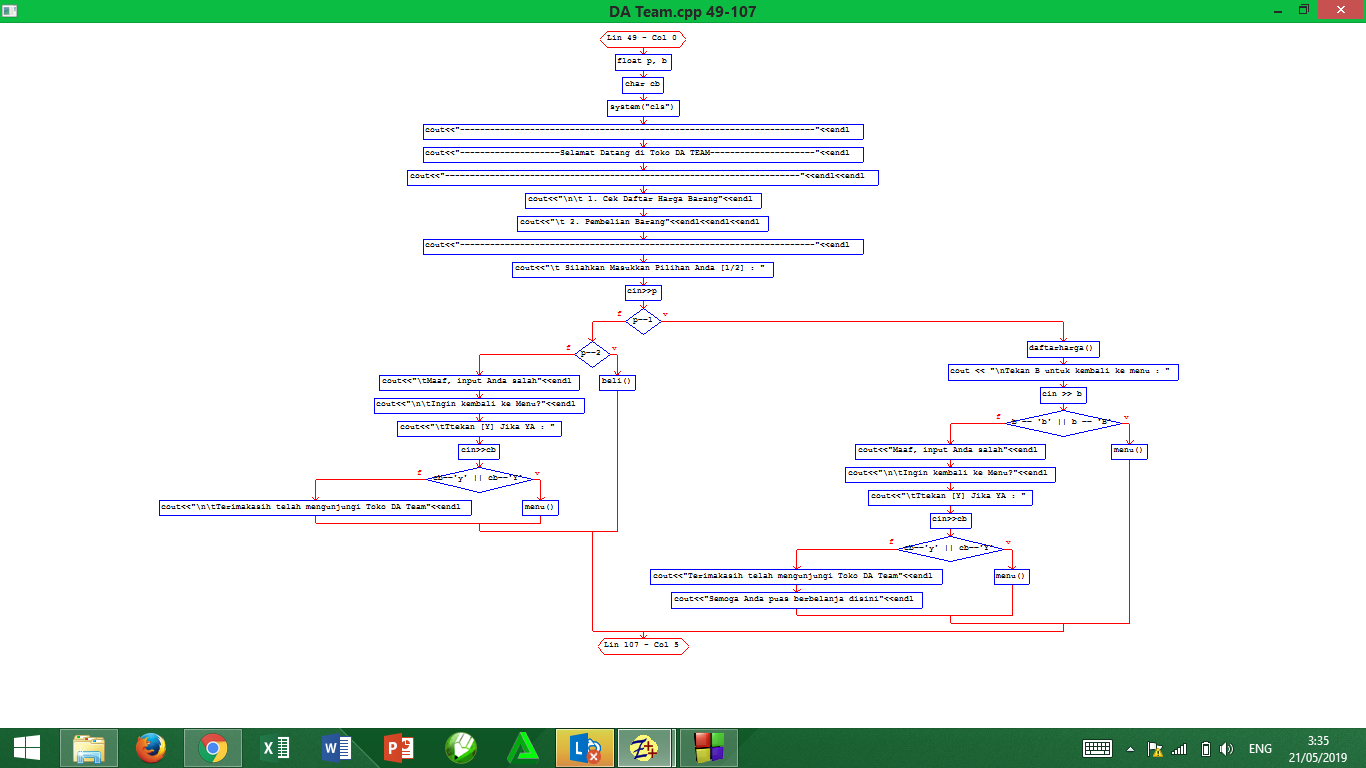 DA Team.cpp 49-107
Lin 49 - Col 0
float p, b
char cb
system("cls")
cout<<"-----------------------------------------------------------------------"<<endl
cout<<"--------------------Selamat Datang di Toko DA TEAM---------------------"<<endl
cout<<"-----------------------------------------------------------------------"<<endl<<endl
cout<<"\n\t 1. Cek Daftar Harga Barang"<<endl
cout<<"\t 2. Pembelian Barang"<<endl<<endl<<endl
cout<<"-----------------------------------------------------------------------"<<endl
cout<<"\t Silahkan Masukkan Pilihan Anda [1/2] : "
cin>>p
f p==1 v
f p==2 v
cout<<"\tMaaf, input Anda salah"<<endl
beli()
cout<<"\n\tIngin kembali ke Menu?"<<endl
cout<<"\tTtekan [Y] Jika YA : "
cin>>cb
f cb=='y' || cb=='Y' v
cout<<"\n\tTerimakasih telah mengunjungi Toko DA Team"<<endl
menu()
daftarharga()
cout << "\nTekan B untuk kembali ke menu : "
cin >> b
f b == 'b' || b == 'B' v
cout<<"Maaf, input Anda salah"<<endl
menu()
cout<<"\n\tIngin kembali ke Menu?"<<endl
cout<<"\tTtekan [Y] Jika YA : "
cin>>cb
f cb=='y' || cb=='Y' v
cout<<"Terimakasih telah mengunjungi Toko DA Team"<<endl
menu()
cout<<"Semoga Anda puas berbelanja disini"<<endl
Lin 107 - Col 5
ENG
3:35
21/05/2019